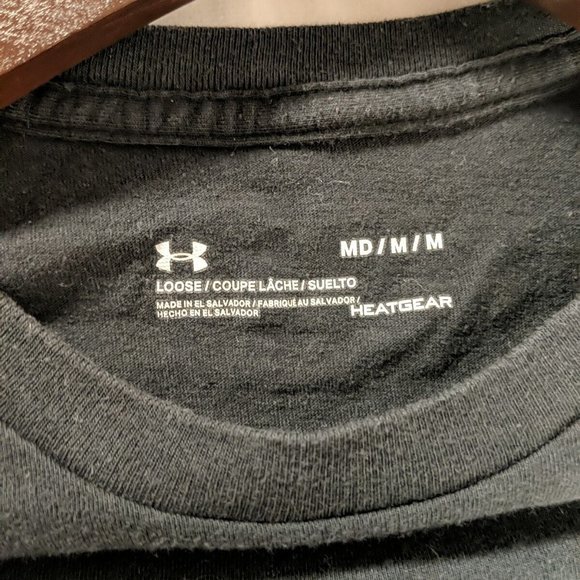 MD / M / M
LOOSE / COUPE LÂCHE / SUELTO
MADE IN EL SALVADOR / FABRIQUÉ AU SALVADOR /
HECHO EN EL SALVADOR
HEATGEAR